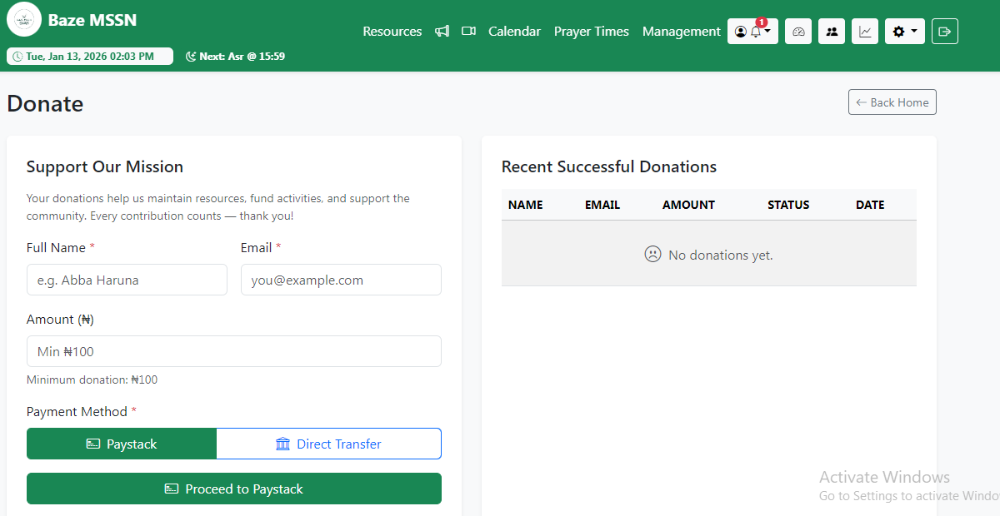 Baze MSSN
Resources Calendar Prayer Times Management 1
Tue, Jan 13, 2026 02:03 PM Next: Asr @ 15:59
Donate
← Back Home
Support Our Mission
Your donations help us maintain resources, fund activities, and support the
community. Every contribution counts — thank you!
Full Name * Email *
e.g. Abba Haruna you@example.com
Amount (₦)
Min ₦100
Minimum donation: ₦100
Payment Method *
Paystack Direct Transfer
Proceed to Paystack
Recent Successful Donations
NAME EMAIL AMOUNT STATUS DATE
No donations yet.
Activate Windows
Go to Settings to activate Windo